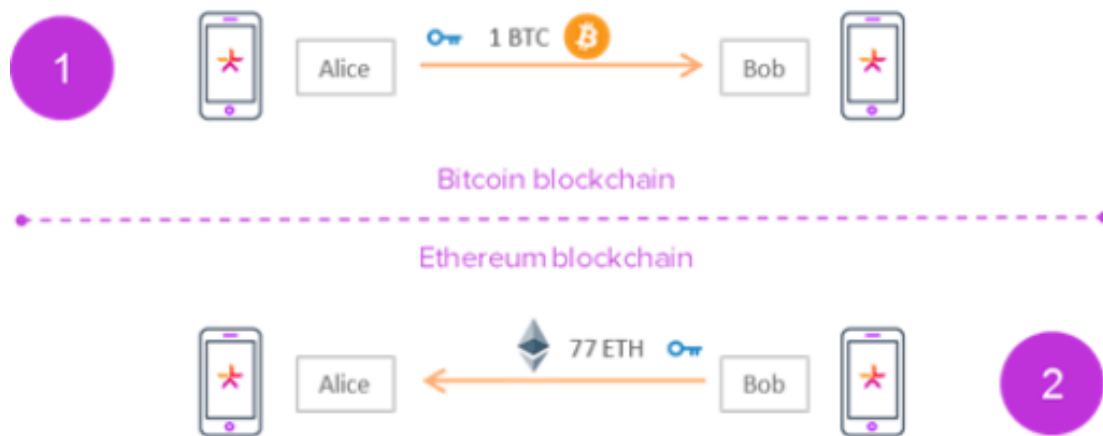 1
Alice
1 BTC
Bob
Bitcoin blockchain
Ethereum blockchain
Alice
77 ETH
Bob
2